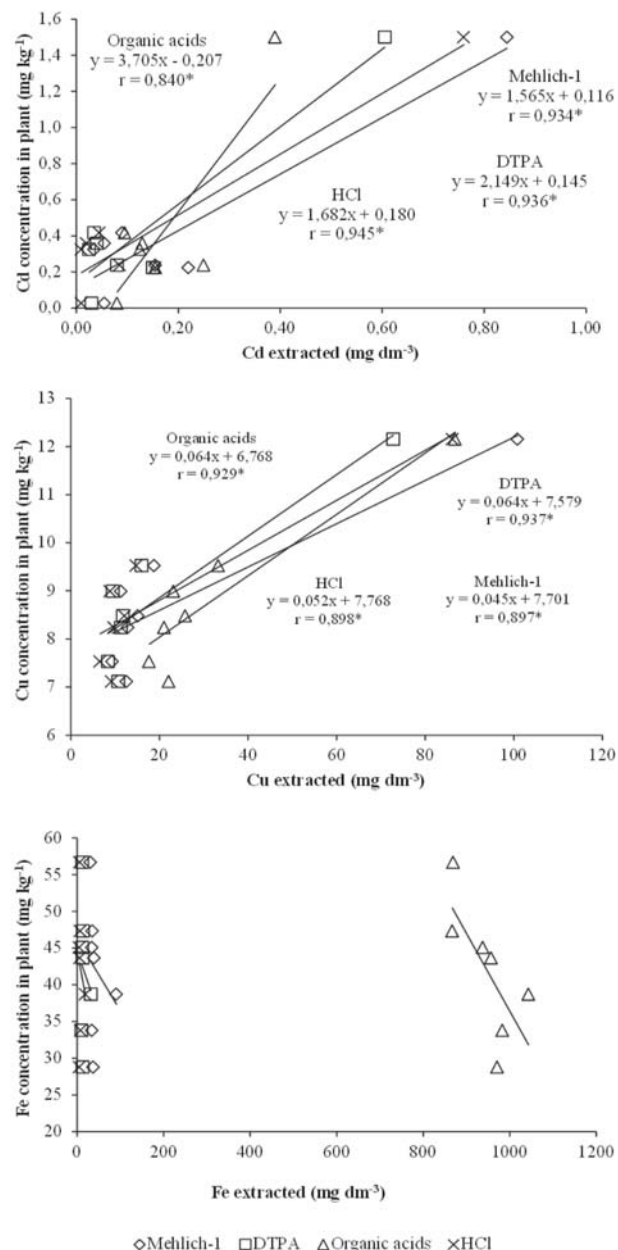 Cd concentration in plant (mg kg-1)
1,6
1,4
1,2
1,0
0,8
0,6
0,4
0,2
0,0
Organic acids
y = 3,705x - 0,207
r = 0,840*
Mehlich-1
y = 1,565x + 0,116
r = 0,934*
DTPA
y = 2,149x + 0,145
r = 0,936*
HCl
y = 1,682x + 0,180
r = 0,945*
0,00 0,20 0,40 0,60 0,80 1,00
Cd extracted (mg dm-3)
Cu concentration in plant (mg kg-1)
13
12
11
10
9
8
7
6
Organic acids
y = 0,064x + 6,768
r = 0,929*
DTPA
y = 0,064x + 7,579
r = 0,937*
HCl
y = 0,052x + 7,768
r = 0,898*
Mehlich-1
y = 0,045x + 7,701
r = 0,897*
0 20 40 60 80 100 120
Cu extracted (mg dm-3)
Fe concentration in plant (mg kg-1)
60
55
50
45
40
35
30
25
20
0 200 400 600 800 1000 1200
Fe extracted (mg dm-3)
◇Mehlich-1 □DTPA △Organic acids ×HCl